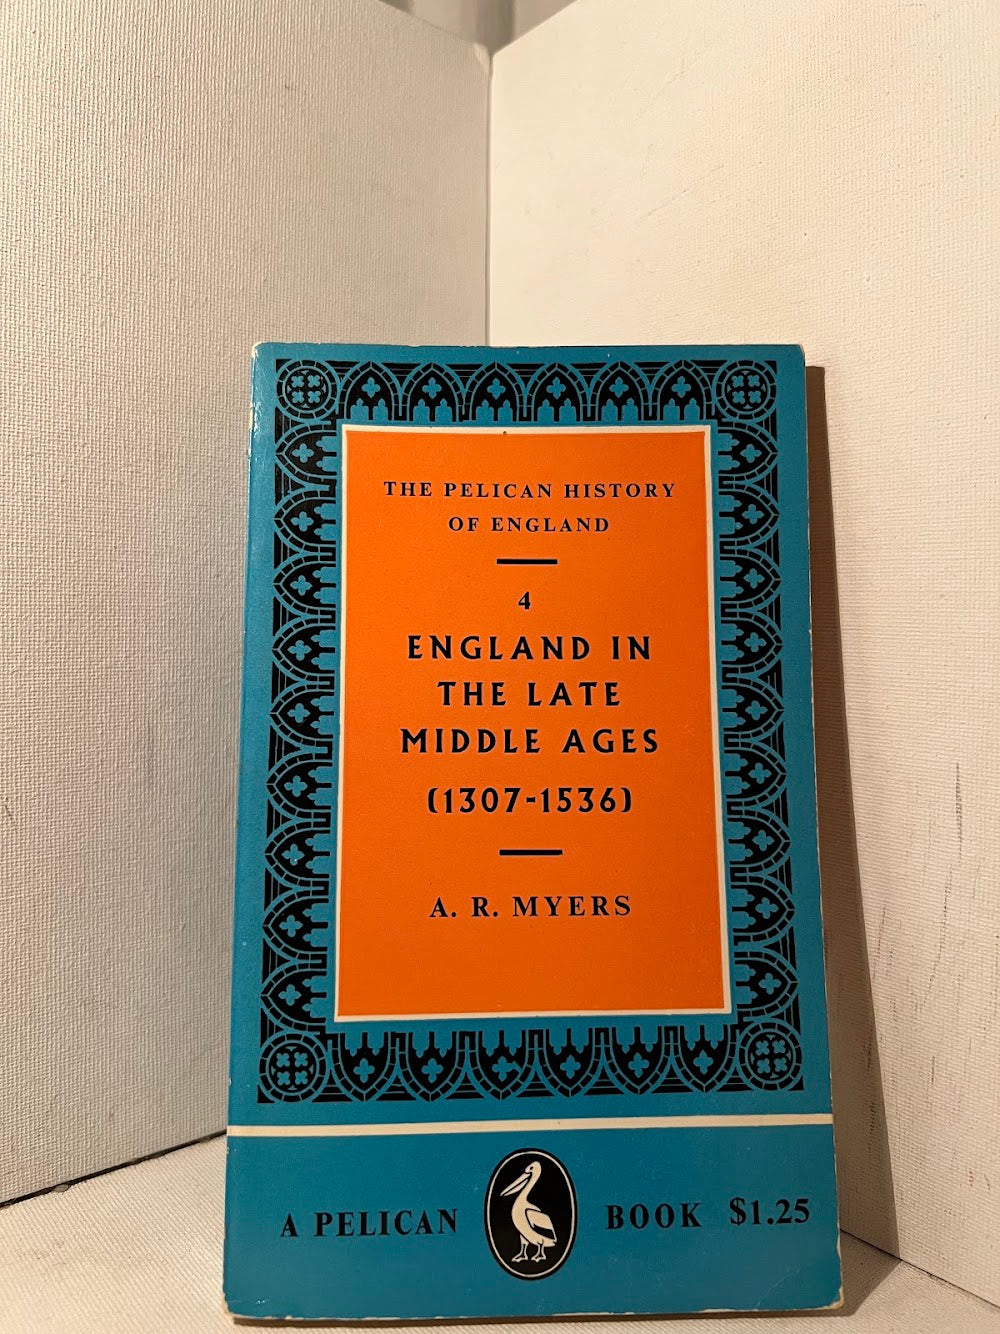 THE PELICAN HISTORY
OF ENGLAND
4
ENGLAND IN
THE LATE
MIDDLE AGES
(1307-1536)
A. R. MYERS
A PELICAN BOOK $1.25